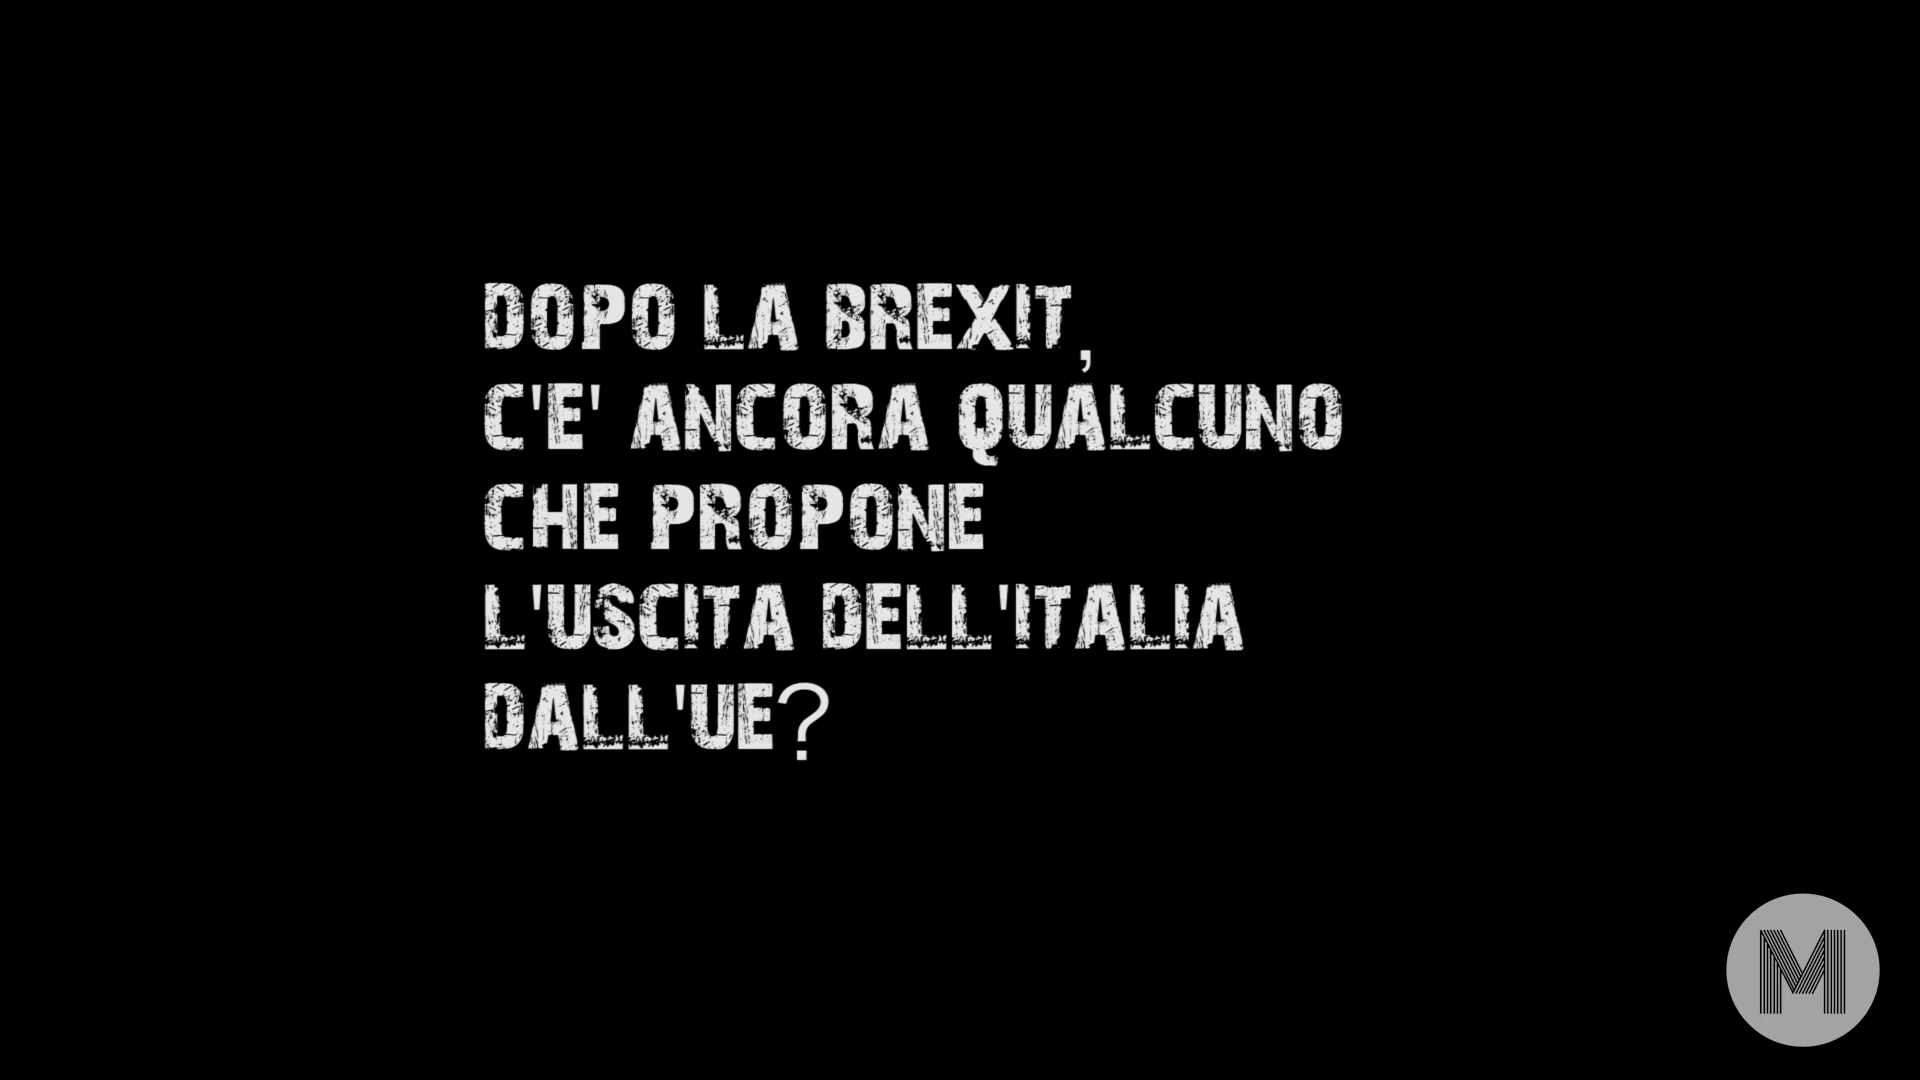 DOPO LA BREXIT,
C'E' ANCORA QUALCUNO
CHE PROPONE
L'USCITA DELL'ITALIA
DALL'UE?
M